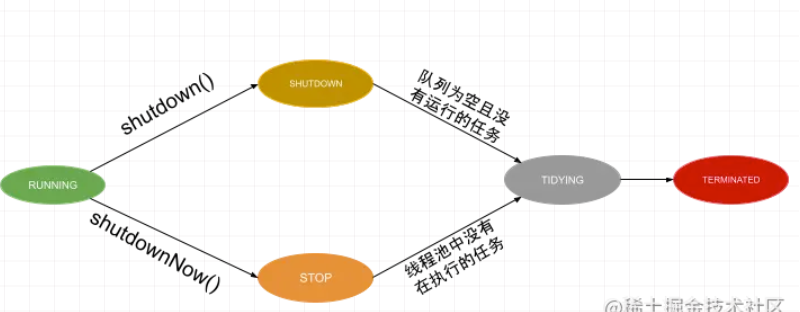 shutdown()
SHUTDOWN
队列为空且没
有运行的任务
RUNNING
TIDYING
TERMINATED
shutdownNow()
STOP
线程池中没有
在执行的任务
@稀土掘金技术社区